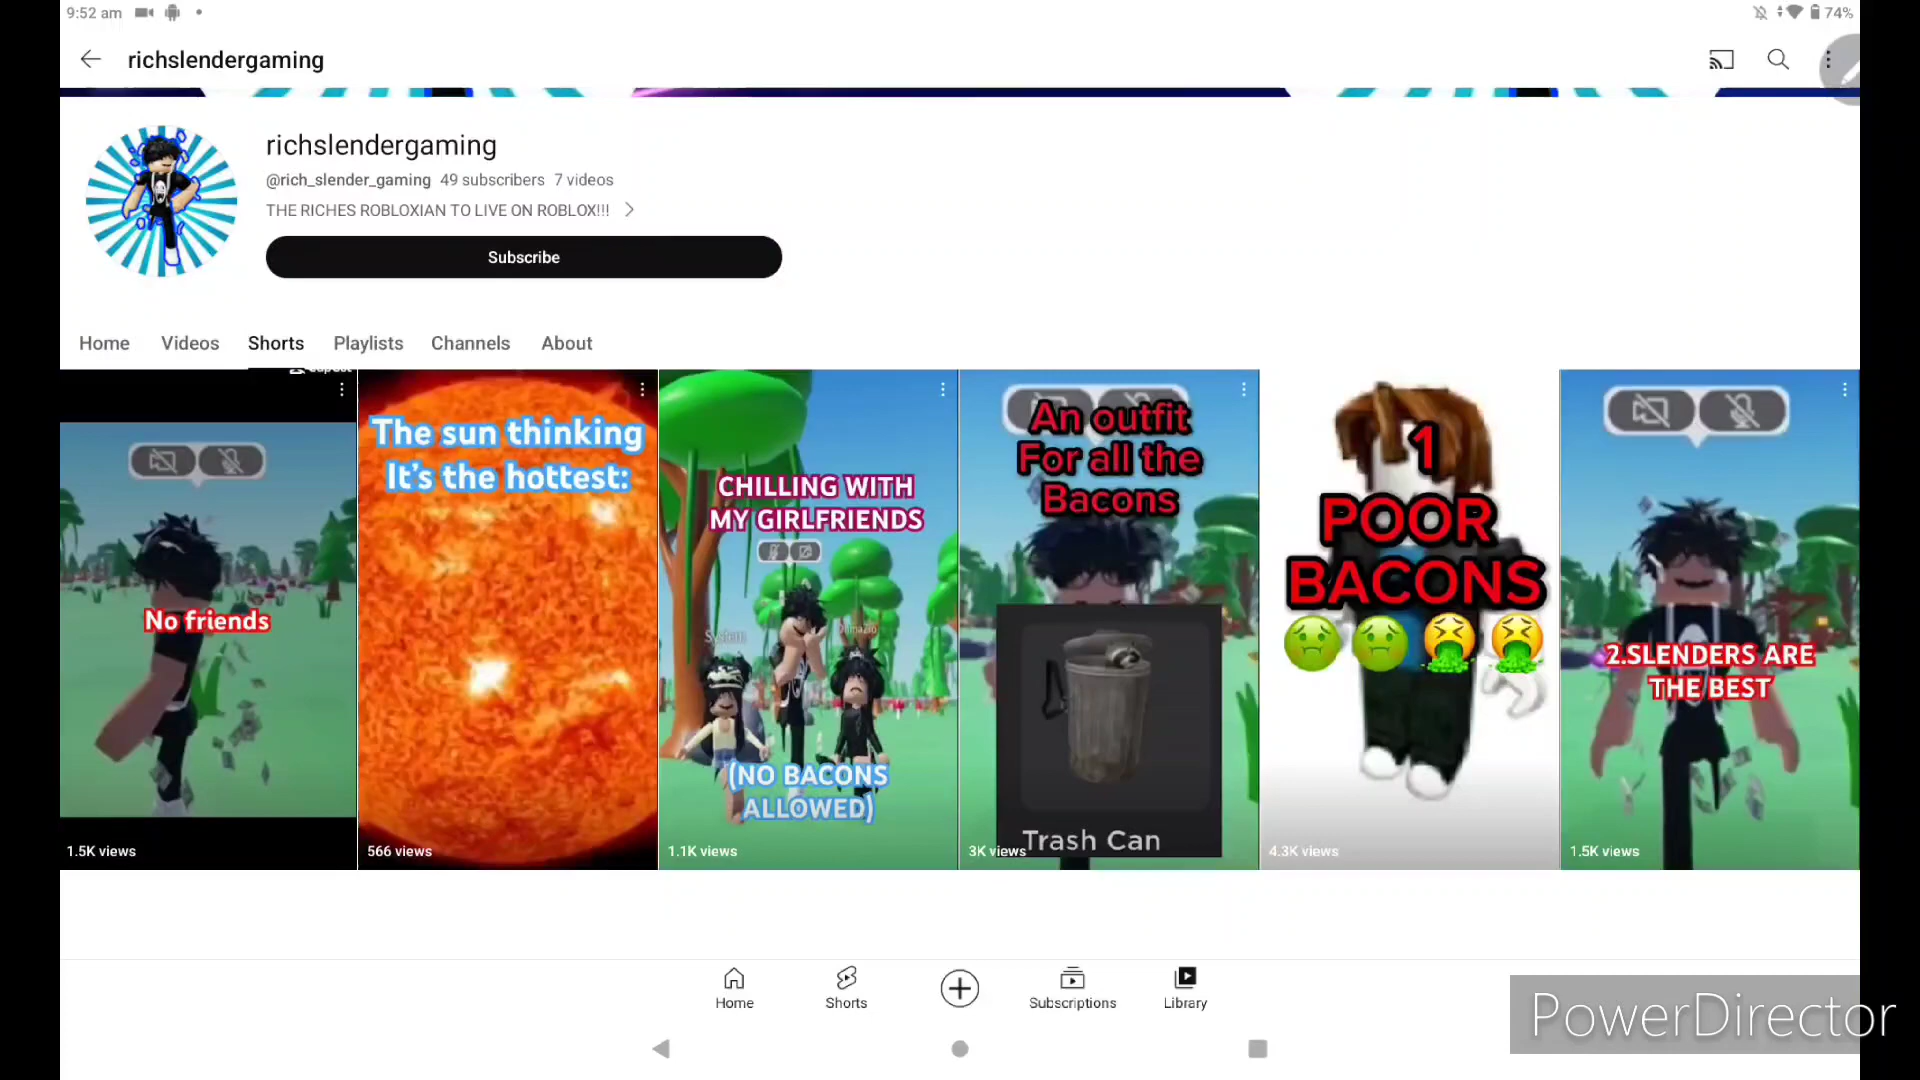 9:52 am
74%
richslendergaming
richslendergaming
@rich_slender_gaming 49 subscribers 7 videos
THE RICHES ROBLOXIAN TO LIVE ON ROBLOX!!!
Subscribe
Home Videos Shorts Playlists Channels About
No friends
1.5K views
The sun thinking
It's the hottest:
566 views
CHILLING WITH
MY GIRLFRIENDS
(NO BACONS
ALLOWED)
1.1K views
An outfit
For all the
Bacons
Trash Can
3K views
1
POOR
BACONS
4.3K views
2.SLENDERS ARE
THE BEST
1.5K views
Home Shorts Subscriptions Library
PowerDirector